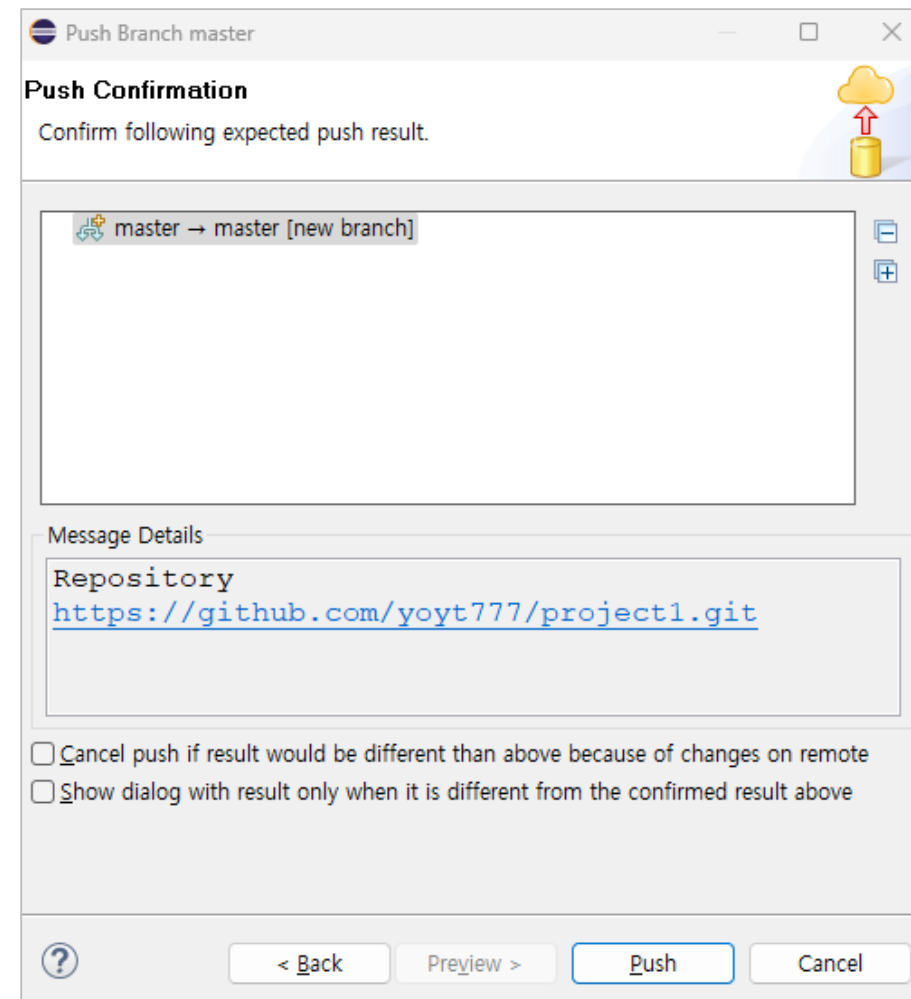 Push Branch master
Push Confirmation
Confirm following expected push result.
master → master [new branch]
Message Details
Repository
https://github.com/yoyt777/project1.git
Cancel push if result would be different than above because of changes on remote
Show dialog with result only when it is different from the confirmed result above
? < Back Preview > Push Cancel